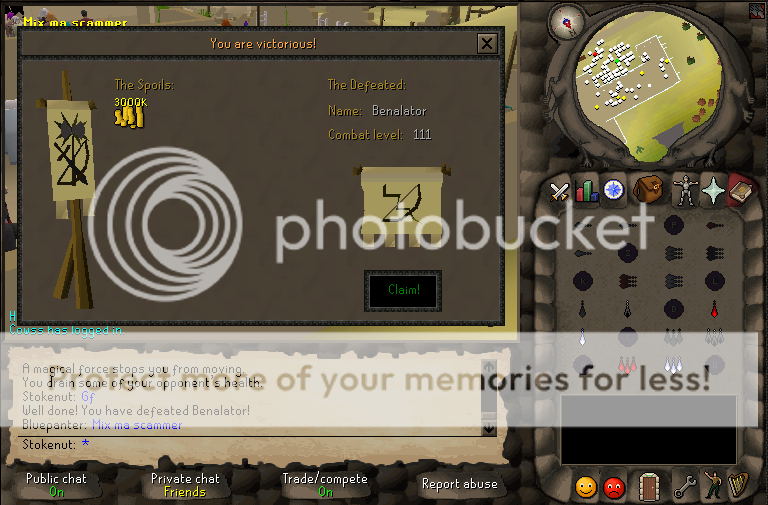 Mix ma scammer
You are victorious!
The Spoils:
3000K
The Defeated:
Name: Benalator
Combat level: 111
Claim!
photobucket
H
Cowss has logged in.
A magical force stops you from moving.
You drain some of your opponent's health.
Stokenut: Gf
Well done! You have defeated Benalator!
Bluepanter: Mix ma scammer
Stokenut: *
more of your memories for less!
Public chat
On
Private chat
Friends
Trade/compete
On
Report abuse